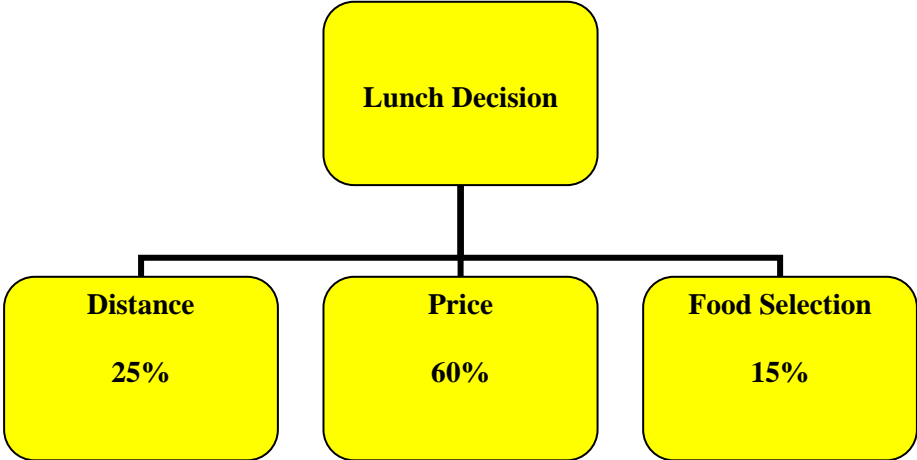 Lunch Decision
Distance
25%
Price
60%
Food Selection
15%